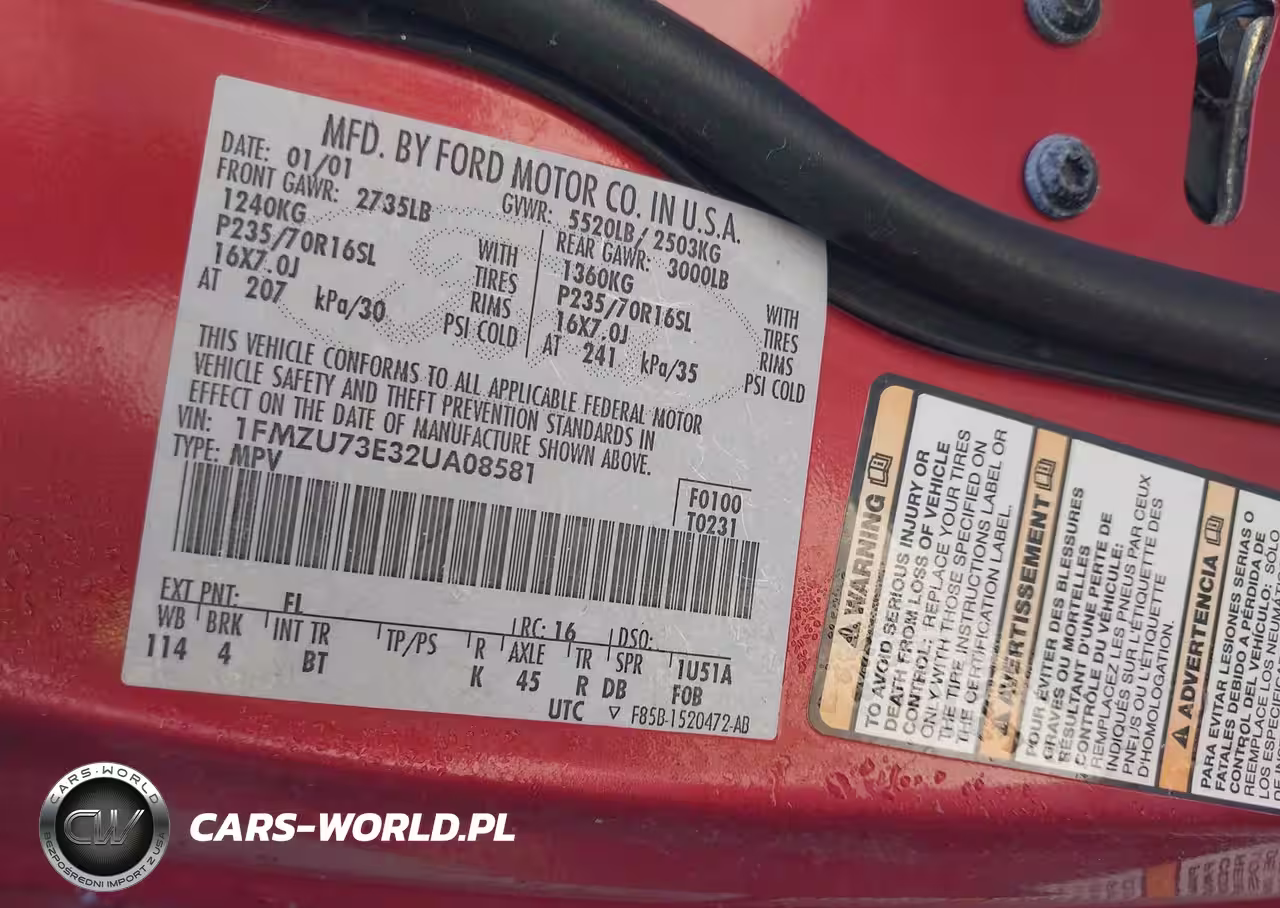 MFD. BY FORD MOTOR CO. IN U.S.A.
DATE: 01/01
GVWR: 5520LB/ 2503KG
FRONT GAWR: 2735LB
REAR GAWR: 3000LB
1240KG WITH
1360KG WITH
P235/70R16SL TIRES
P235/70R16SL TIRES
16X7.0J RIMS
16X7.0J RIMS
AT 207 kPa/30 PSI COLD
AT 241 kPa/35 PSI COLD
THIS VEHICLE CONFORMS TO ALL APPLICABLE FEDERAL MOTOR
VEHICLE SAFETY AND THEFT PREVENTION STANDARDS IN
EFFECT ON THE DATE OF MANUFACTURE SHOWN ABOVE.
VIN: 1FMZU73E32UA08581
TYPE: MPV
F0100
T0231
EXT PNT: FL RC: 16 DSO:
WB BRK INT TR TP/PS R AXLE TR SPR 1U51A
114 4 BT K 45 R DB FOB
UTC ▽ F85B-1520472-AB
⚠ WARNING
TO AVOID SERIOUS INJURY OR
DEATH FROM LOSS OF VEHICLE
CONTROL: REPLACE YOUR TIRES
ONLY WITH THOSE SPECIFIED ON
THE TIRE INSTRUCTIONS LABEL OR
THE CERTIFICATION LABEL.
⚠ AVERTISSEMENT
POUR ÉVITER DES BLESSURES
GRAVES OU MORTELLES
RÉSULTANT D'UNE PERTE DE
CONTRÔLE DU VÉHICULE:
REMPLACEZ LES PNEUS PAR CEUX
INDIQUÉS SUR L'ÉTIQUETTE DES
PNEUS OU L'ÉTIQUETTE
D'HOMOLOGATION.
⚠ ADVERTENCIA
PARA EVITAR LESIONES SERIAS O
FATALES DEBIDO A PÉRDIDA DE
CONTROL DEL VEHÍCULO: SÓLO
REEMPLACE LOS
LOS ESPECIF
CARS-WORLD
CW
BEZPOŚREDNI IMPORT Z USA
CARS-WORLD.PL